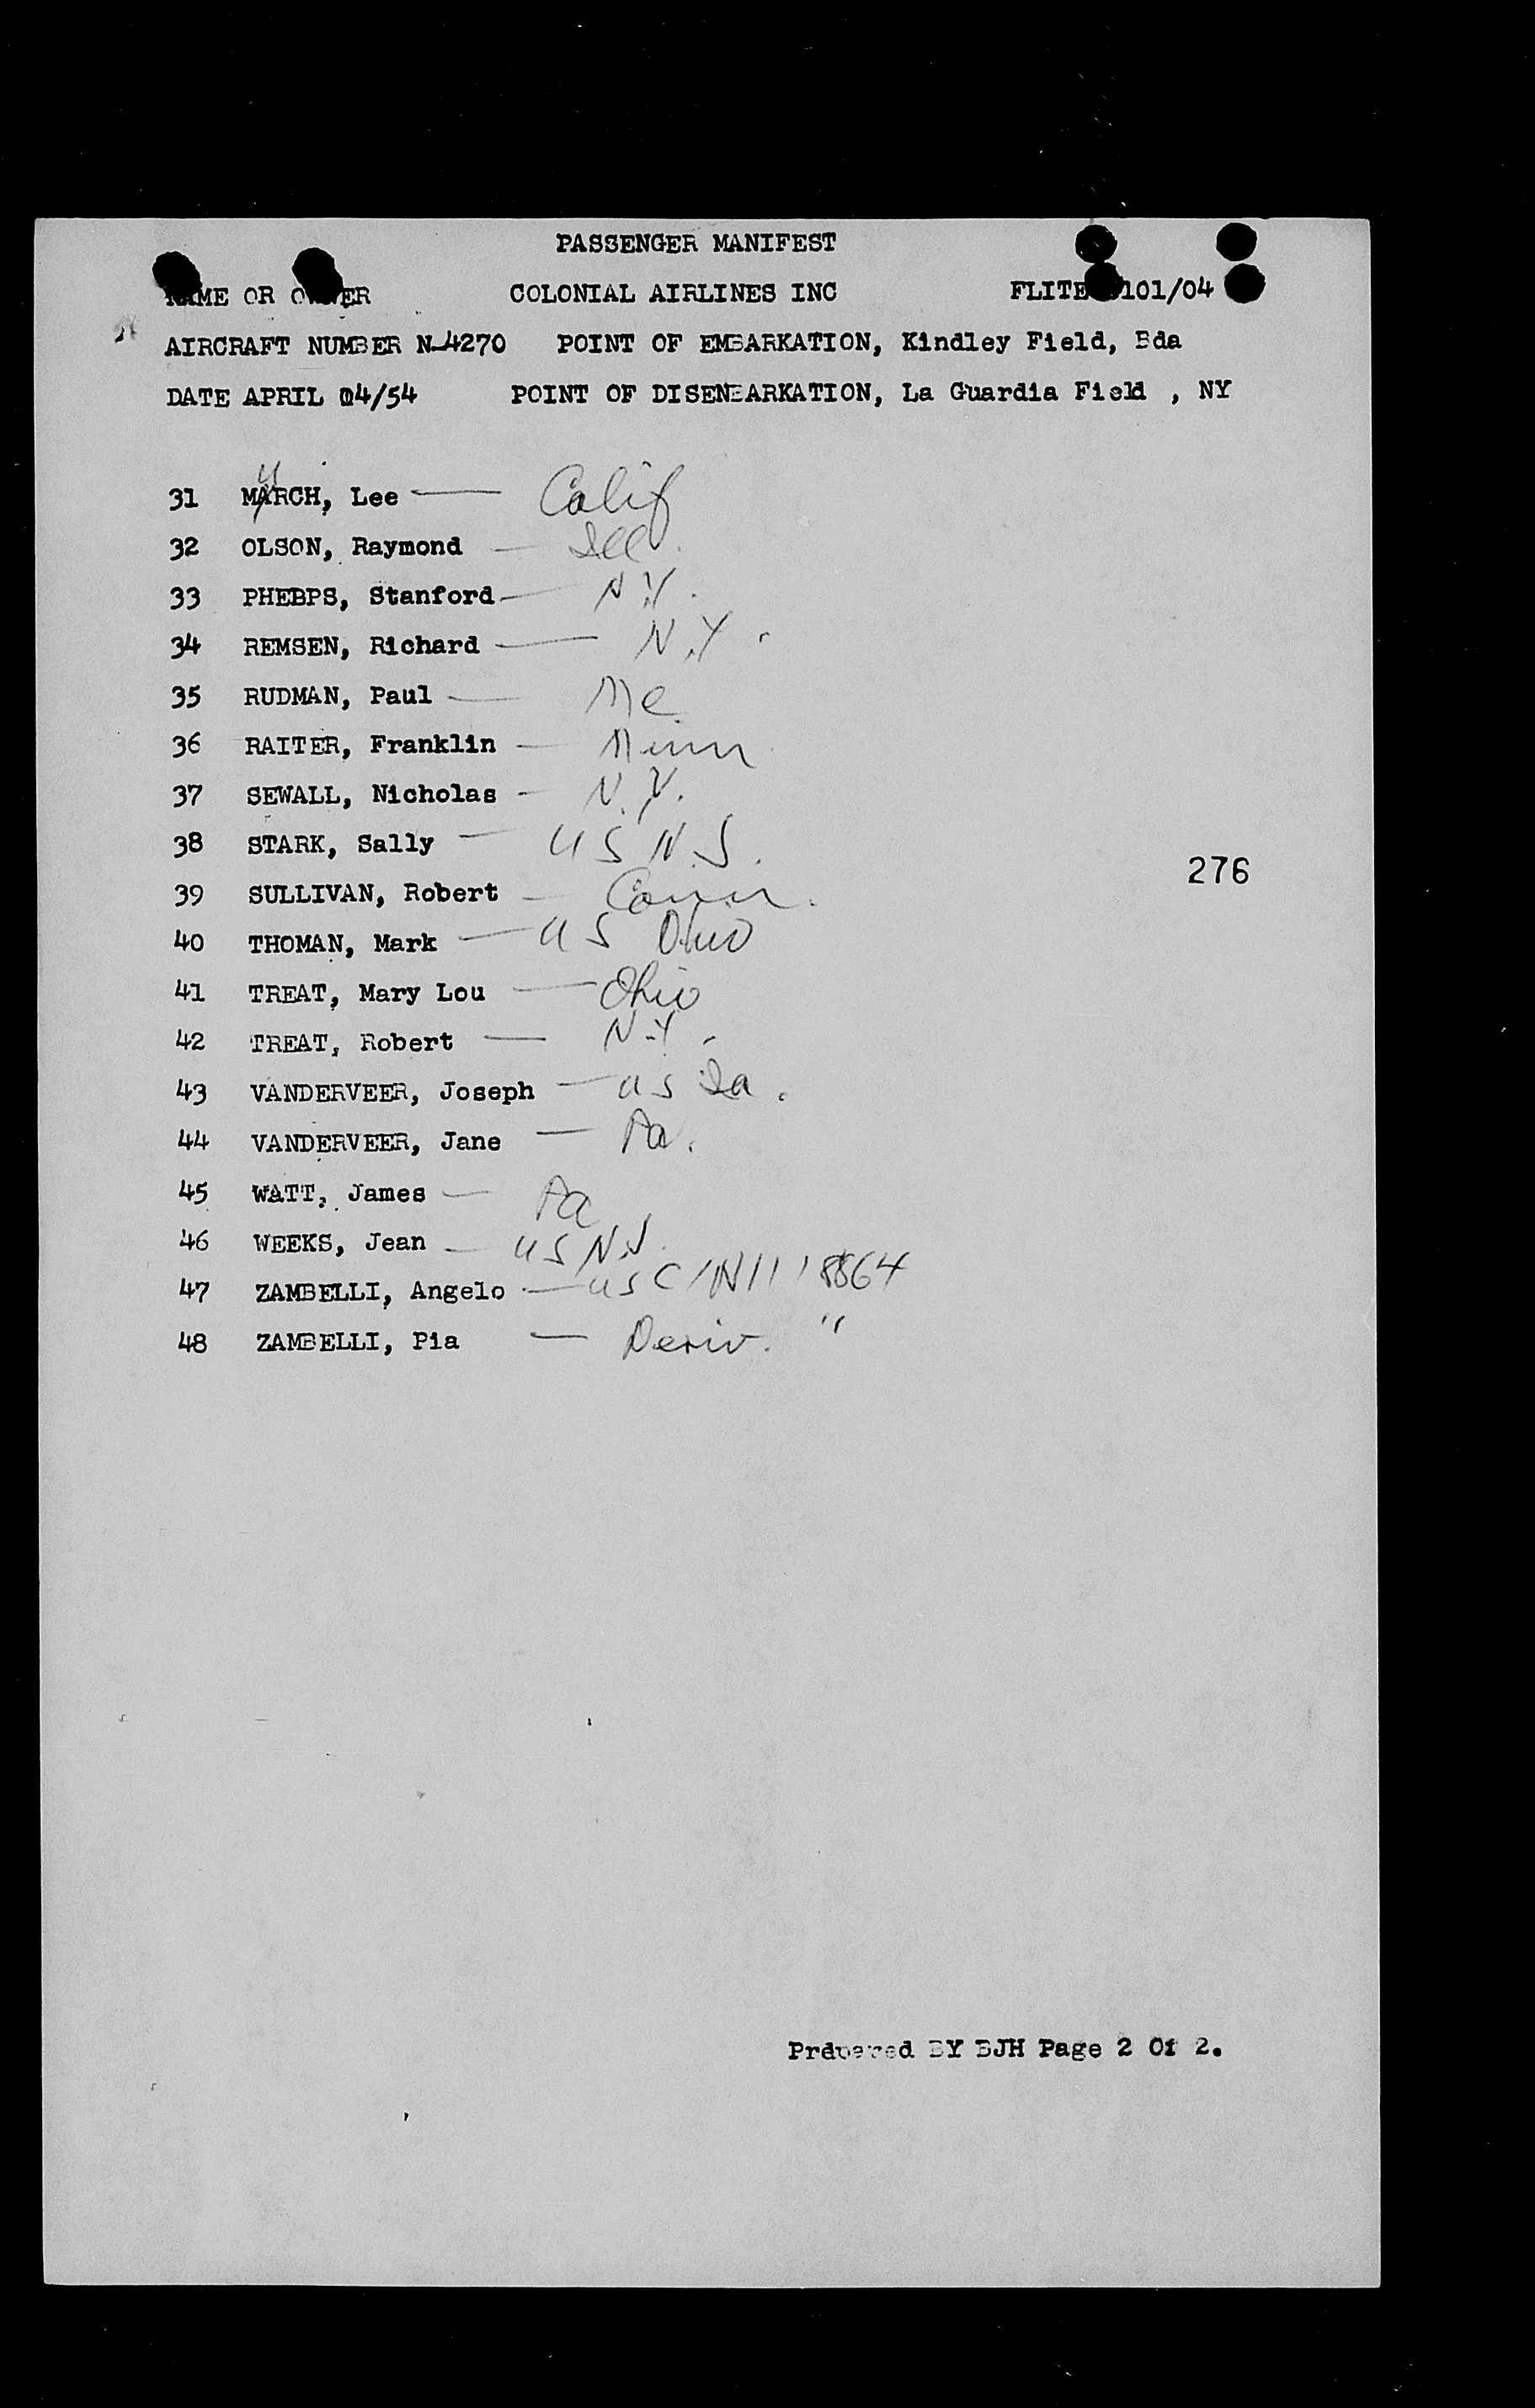 PASSENGER MANIFEST
NAME OR OWNER COLONIAL AIRLINES INC FLITE 101/04
AIRCRAFT NUMBER N-4270 POINT OF EMBARKATION, Kindley Field, Bda
DATE APRIL 04/54 POINT OF DISENBARKATION, La Guardia Field , NY
31 MARCH, Lee — Calif
32 OLSON, Raymond — Ill.
33 PHEBPS, Stanford — N.Y.
34 REMSEN, Richard — N.Y.
35 RUDMAN, Paul — Me.
36 RAITER, Franklin — Minn
37 SEWALL, Nicholas — N.Y.
38 STARK, Sally — US N.J.
276
39 SULLIVAN, Robert — Conn.
40 THOMAN, Mark — US Ohio
41 TREAT, Mary Lou — Ohio
42 TREAT, Robert — N.Y.
43 VANDERVEER, Joseph — US Ia.
44 VANDERVEER, Jane — Pa.
45 WATT, James — Pa
46 WEEKS, Jean — US N.J.
47 ZAMBELLI, Angelo — USC
48 ZAMBELLI, Pia — Deriv. "
Prepared BY BJH Page 2 Of 2.